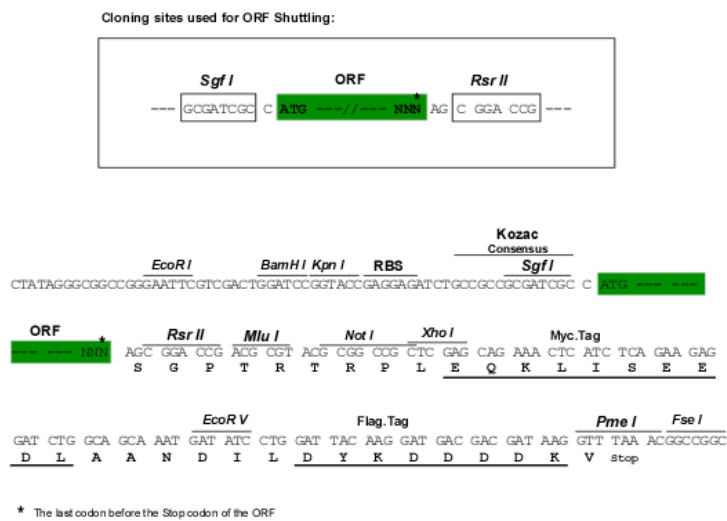 Cloning sites used for ORF Shuttling:
Sgf I ORF Rsr II
*
--- GCGATCGC C ATG ---//--- NNN AG C GGA CCG ---
Kozac
Consensus
EcoR I BamH I Kpn I RBS Sgf I
CTATAGGGCGGCCGGGAATTCGTCGACTGGATCCGGTACCGAGGAGATCTGCCGCCGCGATCGC C ATG --- ---
ORF Rsr II Mlu I Not I Xho I Myc.Tag
*
--- --- NNN AGC GGA CCG ACG CGT ACG CGG CCG CTC GAG CAG AAA CTC ATC TCA GAA GAG
S G P T R T R P L E Q K L I S E E
EcoR V Flag.Tag Pme I Fse I
GAT CTG GCA GCA AAT GAT ATC CTG GAT TAC AAG GAT GAC GAC GATAAG GTT TAA ACGGCCGGC
D L A A N D I L D Y K D D D D K V Stop
* The last codon before the Stop codon of the ORF